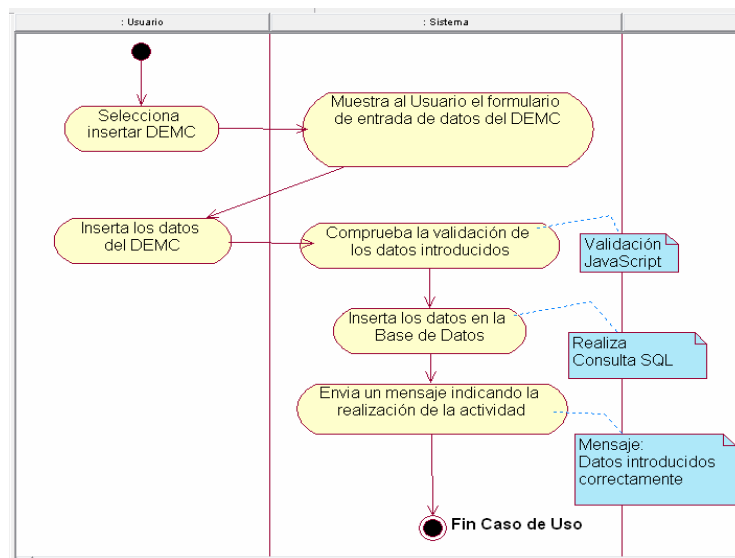 : Usuario
: Sistema
Selecciona
insertar DEMC
Muestra al Usuario el formulario
de entrada de datos del DEMC
Inserta los datos
del DEMC
Comprueba la validación de
los datos introducidos
Validación
JavaScript
Inserta los datos en la
Base de Datos
Realiza
Consulta SQL
Envia un mensaje indicando la
realización de la actividad
Mensaje:
Datos introducidos
correctamente
Fin Caso de Uso